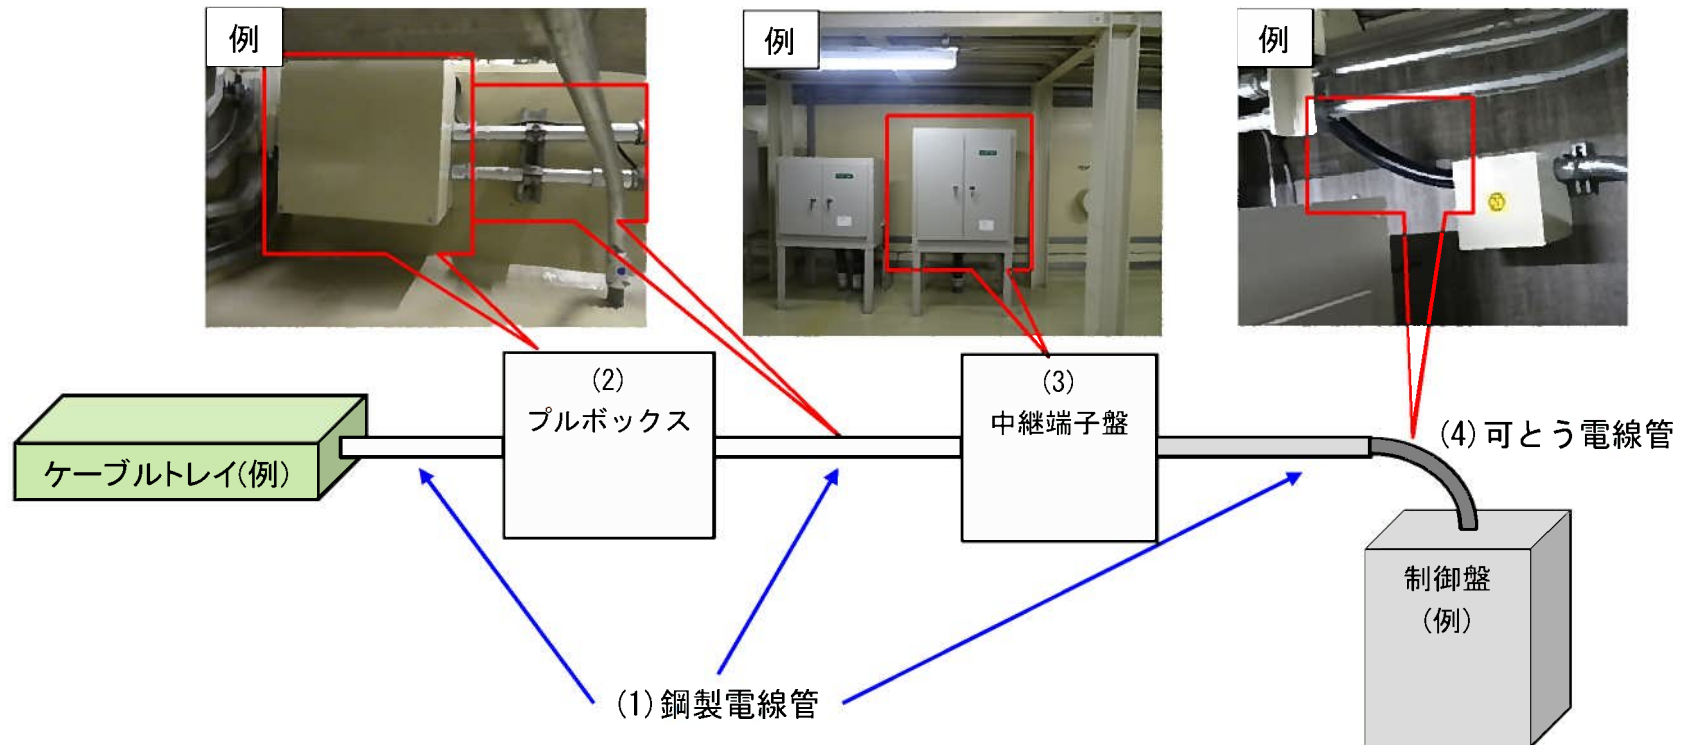 例
例
例
(2)
プルボックス
(3)
中継端子盤
(4)可とう電線管
ケーブルトレイ(例)
制御盤
(例)
(1)鋼製電線管